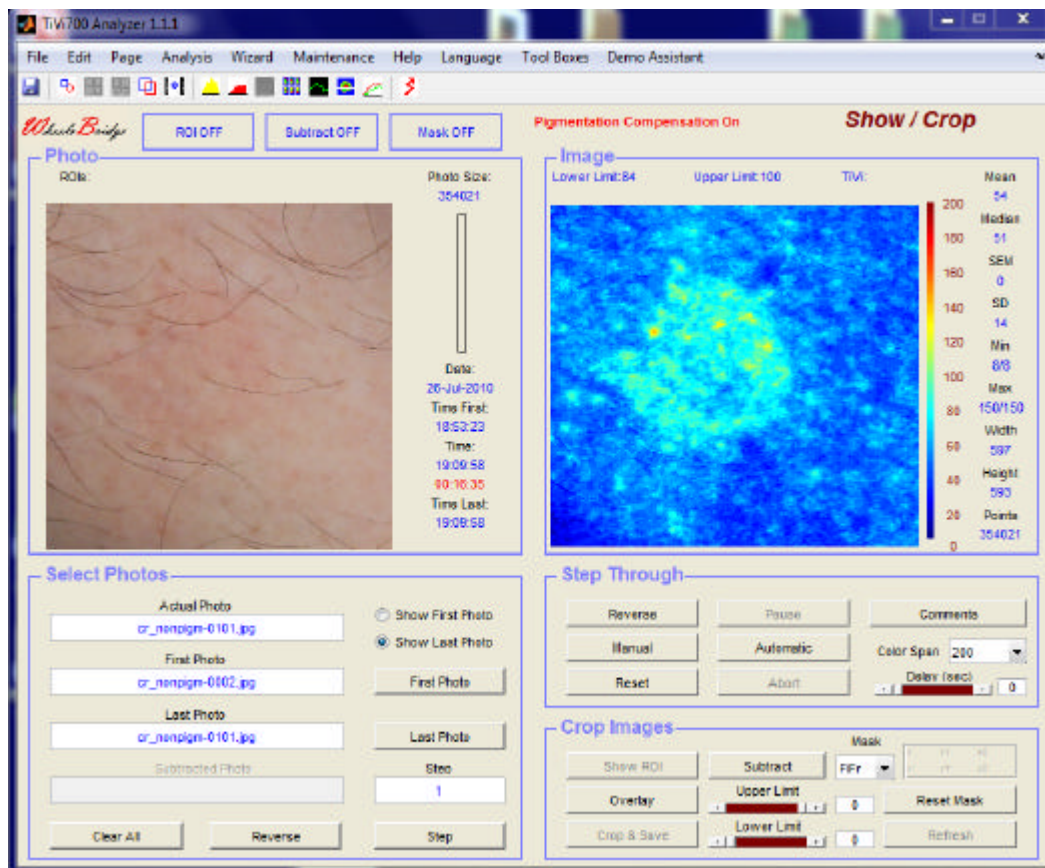 TiVi700 Analyzer 1.1.1
File Edit Page Analysis Wizard Maintenance Help Language Tool Boxes Demo Assistant
WheelsBridge
ROI OFF
Subtract OFF
Mask OFF
Pigmentation Compensation On
Show / Crop
Photo
ROIs:
Photo Size:
354021
Date:
26-Jul-2010
Time First:
18:53:23
Time:
19:09:58
00:16:35
Time Last:
19:09:58
Image
Lower Limit:84 Upper Limit:100 TiVi:
200
180
160
140
120
100
80
60
40
20
0
Mean
54
Median
51
SEM
0
SD
14
Min
8/8
Max
150/150
Width
597
Height
593
Points
354021
Select Photos
Actual Photo
cr_nonpigm-0101.jpg
First Photo
cr_nonpigm-0002.jpg
Last Photo
cr_nonpigm-0101.jpg
Subtracted Photo
Show First Photo
Show Last Photo
First Photo
Last Photo
Step
1
Clear All
Reverse
Step
Step Through
Reverse
Pause
Comments
Manual
Automatic
Color Span 200
Reset
Abort
Delay (sec)
0
Crop Images
Show ROI
Subtract
Mask
FiFr
Overlay
Upper Limit
0
Reset Mask
Crop & Save
Lower Limit
0
Refresh